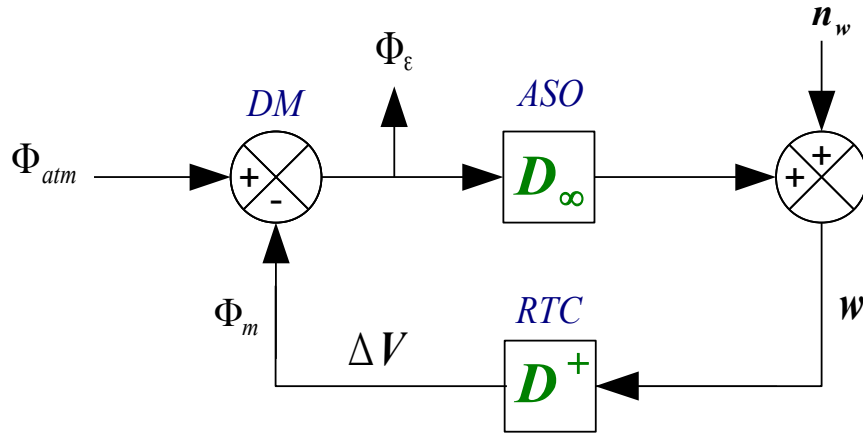 n_w
Φ_ε
DM
ASO
Φ_atm
+
-
D_∞
+
+
Φ_m
ΔV
RTC
D^+
w